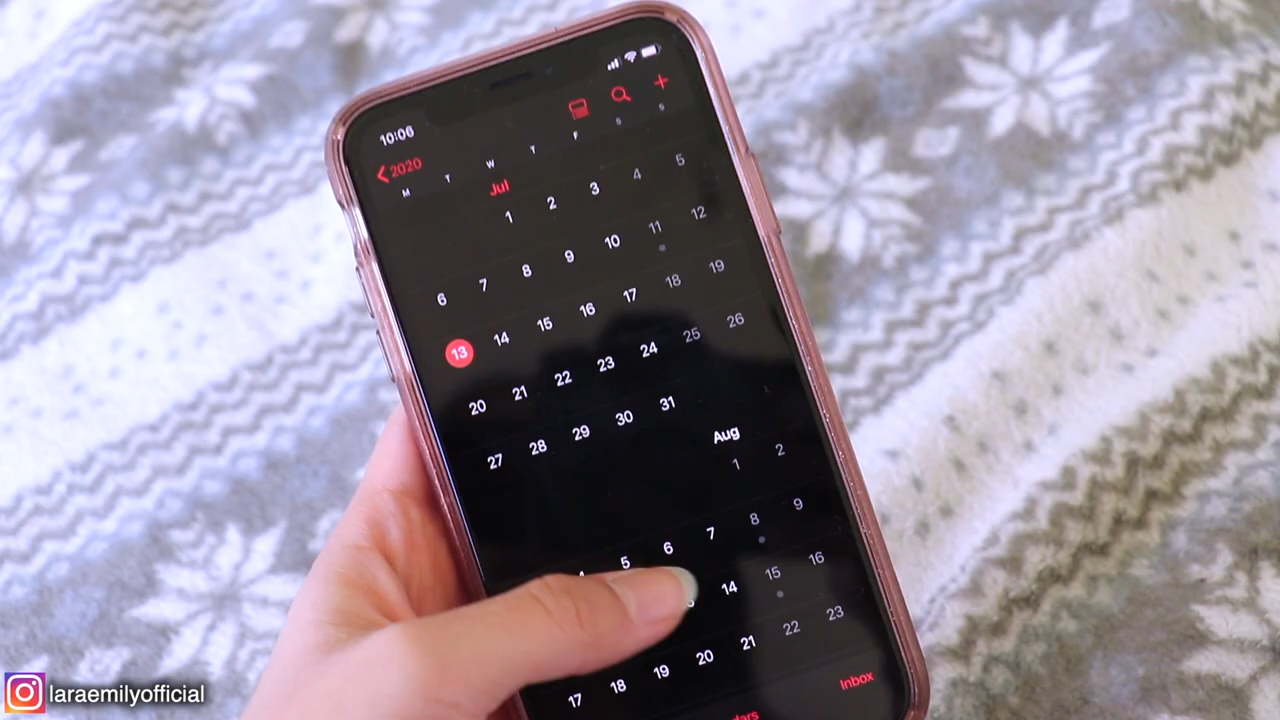 10:06
2020
M T W T F S S
Jul
1 2 3 4 5
6 7 8 9 10 11 12
13 14 15 16 17 18 19
20 21 22 23 24 25 26
27 28 29 30 31
Aug
1 2
5 6 7 8 9
14 15 16
17 18 19 20 21 22 23
Inbox
laraemilyofficial